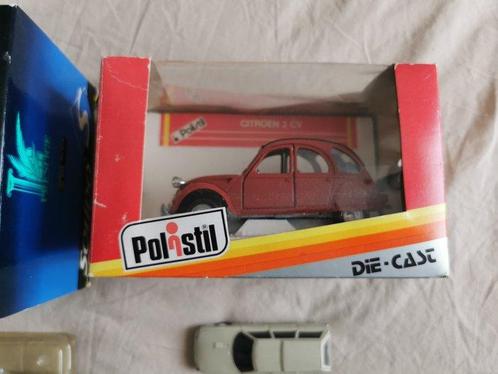 Polistil
CITROEN 2 CV
Polistil
DiE-CAST